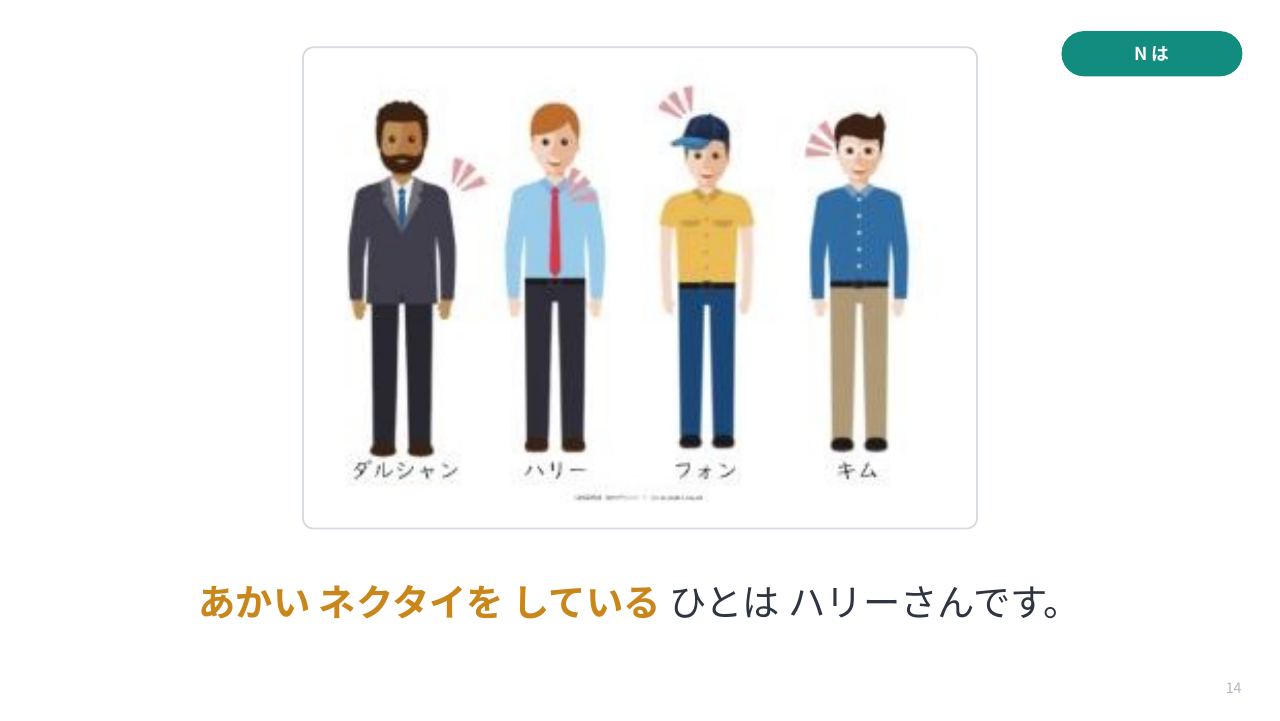 N は
ダルシャン
ハリー
フォン
キム
あかい ネクタイを している ひとは ハリーさんです。
14